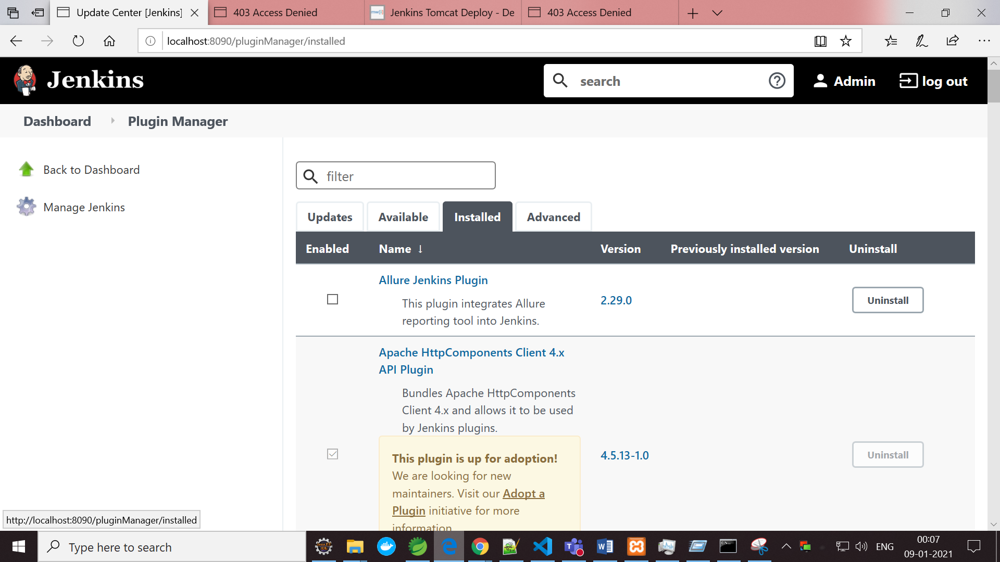 Update Center [Jenkins]
403 Access Denied
Jenkins Tomcat Deploy - De
403 Access Denied
localhost:8090/pluginManager/installed
Jenkins
search
Admin
log out
Dashboard
Plugin Manager
Back to Dashboard
Manage Jenkins
filter
Updates
Available
Installed
Advanced
Enabled
Name ↓
Version
Previously installed version
Uninstall
Allure Jenkins Plugin
This plugin integrates Allure
reporting tool into Jenkins.
2.29.0
Uninstall
Apache HttpComponents Client 4.x
API Plugin
Bundles Apache HttpComponents
Client 4.x and allows it to be used
by Jenkins plugins.
This plugin is up for adoption!
We are looking for new
maintainers. Visit our Adopt a
Plugin initiative for more
information.
4.5.13-1.0
Uninstall
http://localhost:8090/pluginManager/installed
Type here to search
ENG
00:07
09-01-2021